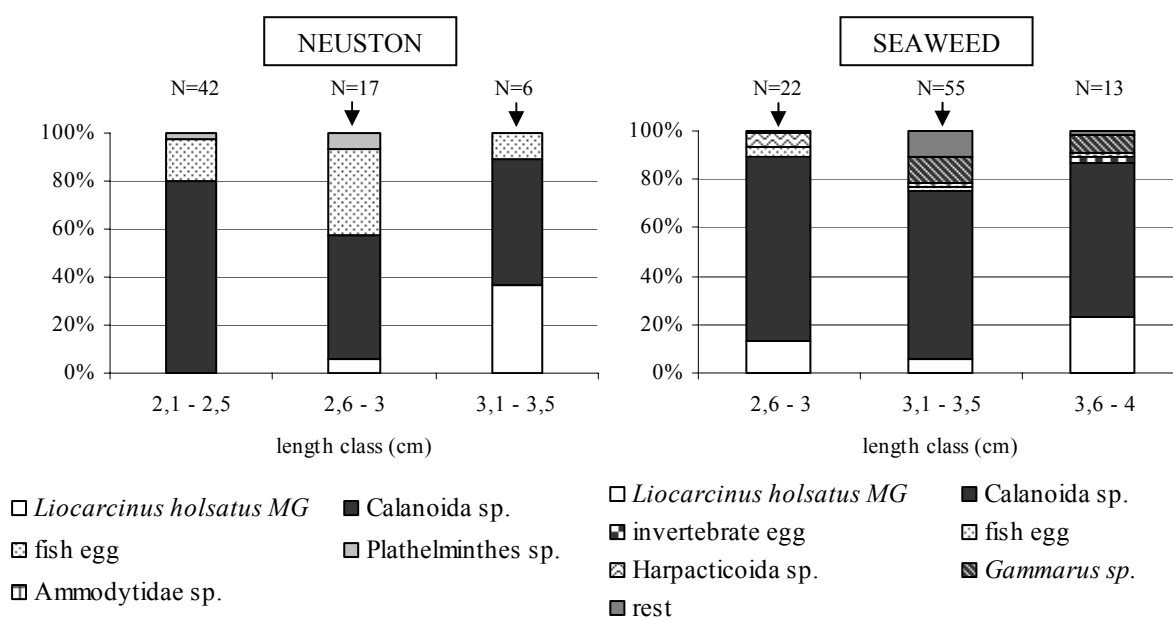 NEUSTON
N=42 N=17 N=6
100%
80%
60%
40%
20%
0%
2,1 - 2,5 2,6 - 3 3,1 - 3,5
length class (cm)
Liocarcinus holsatus MG Calanoida sp.
fish egg Plathelminthes sp.
Ammodytidae sp.
SEAWEED
N=22 N=55 N=13
100%
80%
60%
40%
20%
0%
2,6 - 3 3,1 - 3,5 3,6 - 4
length class (cm)
Liocarcinus holsatus MG Calanoida sp.
invertebrate egg fish egg
Harpacticoida sp. Gammarus sp.
rest